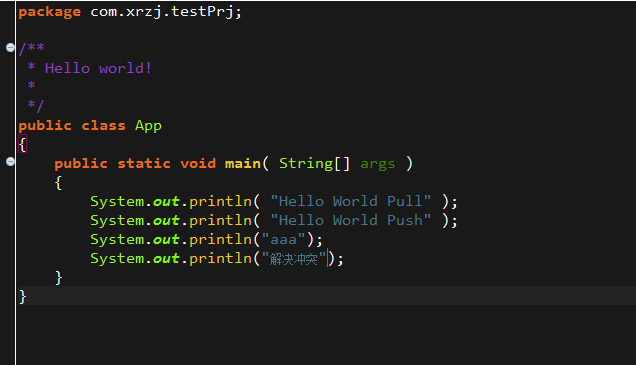 package com.xrzj.testPrj;
/**
 * Hello world!
 *
 */
public class App
{
    public static void main( String[] args )
    {
        System.out.println( "Hello World Pull" );
        System.out.println( "Hello World Push" );
        System.out.println("aaa");
        System.out.println("解决冲突");
    }
}